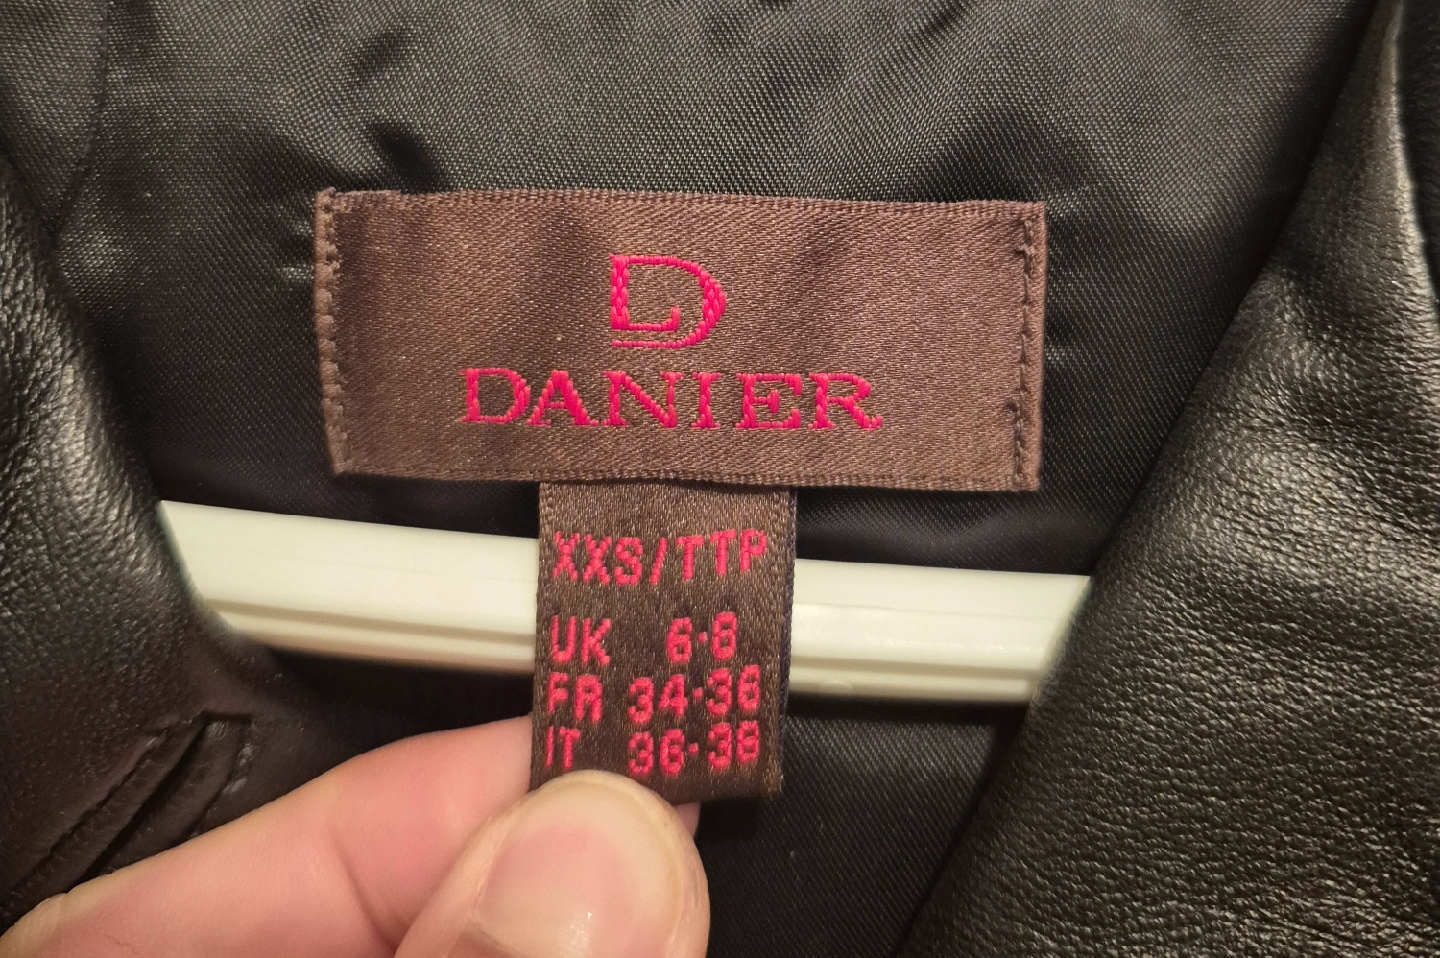 D
DANIER
XXS/TTP
UK 6-8
FR 34-36
IT 36-38